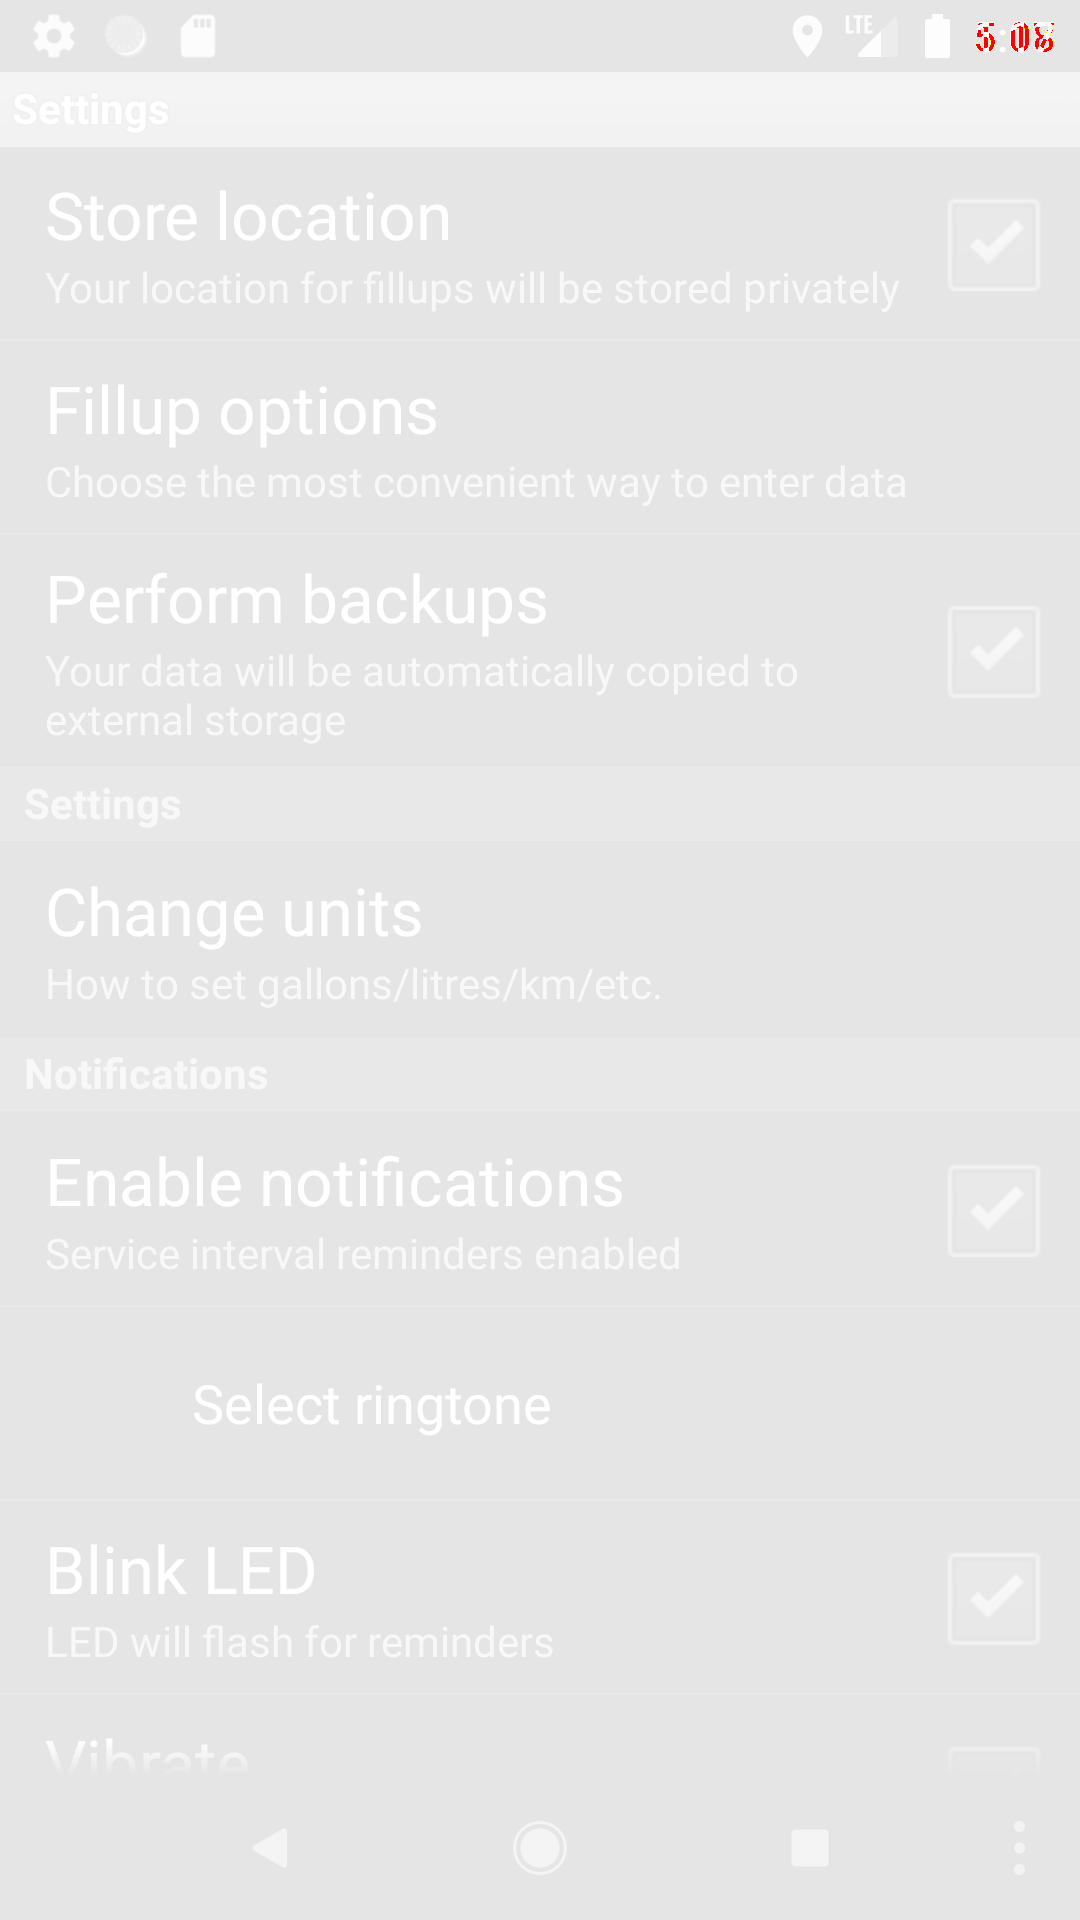 LTE
Settings
Store location
Your location for fillups will be stored privately
Fillup options
Choose the most convenient way to enter data
Perform backups
Your data will be automatically copied to
external storage
Settings
Change units
How to set gallons/litres/km/etc.
Notifications
Enable notifications
Service interval reminders enabled
Select ringtone
Blink LED
LED will flash for reminders
Vibrate